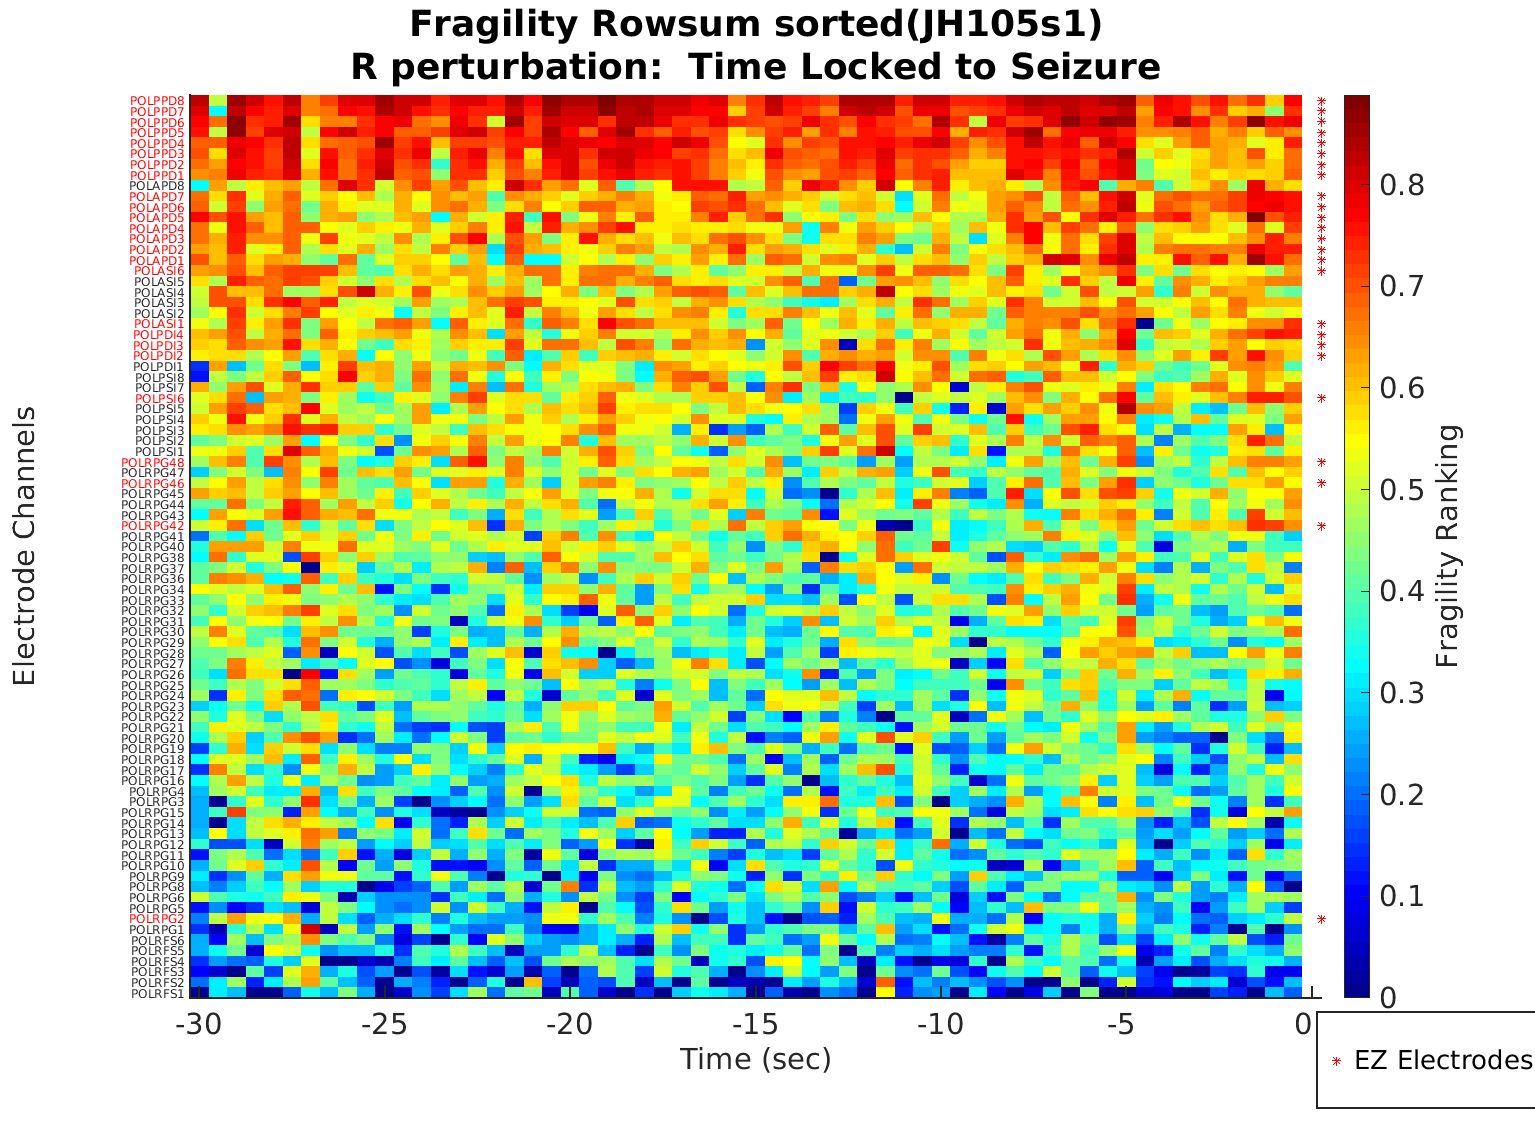 Fragility Rowsum sorted(JH105s1)
R perturbation:  Time Locked to Seizure
Electrode Channels
POLPPD8
POLPPD7
POLPPD6
POLPPD5
POLPPD4
POLPPD3
POLPPD2
POLPPD1
POLAPD8
POLAPD7
POLAPD6
POLAPD5
POLAPD4
POLAPD3
POLAPD2
POLAPD1
POLASI6
POLASI5
POLASI4
POLASI3
POLASI2
POLASI1
POLPDI4
POLPDI3
POLPDI2
POLPDI1
POLPSI8
POLPSI7
POLPSI6
POLPSI5
POLPSI4
POLPSI3
POLPSI2
POLPSI1
POLRPG48
POLRPG47
POLRPG46
POLRPG45
POLRPG44
POLRPG43
POLRPG42
POLRPG41
POLRPG40
POLRPG38
POLRPG37
POLRPG36
POLRPG34
POLRPG33
POLRPG32
POLRPG31
POLRPG30
POLRPG29
POLRPG28
POLRPG27
POLRPG26
POLRPG25
POLRPG24
POLRPG23
POLRPG22
POLRPG21
POLRPG20
POLRPG19
POLRPG18
POLRPG17
POLRPG16
POLRPG4
POLRPG3
POLRPG15
POLRPG14
POLRPG13
POLRPG12
POLRPG11
POLRPG10
POLRPG9
POLRPG8
POLRPG6
POLRPG5
POLRPG2
POLRPG1
POLRFS6
POLRFS5
POLRFS4
POLRFS3
POLRFS2
POLRFS1
-30 -25 -20 -15 -10 -5 0
Time (sec)
0.8
0.7
0.6
0.5
0.4
0.3
0.2
0.1
0
Fragility Ranking
EZ Electrodes